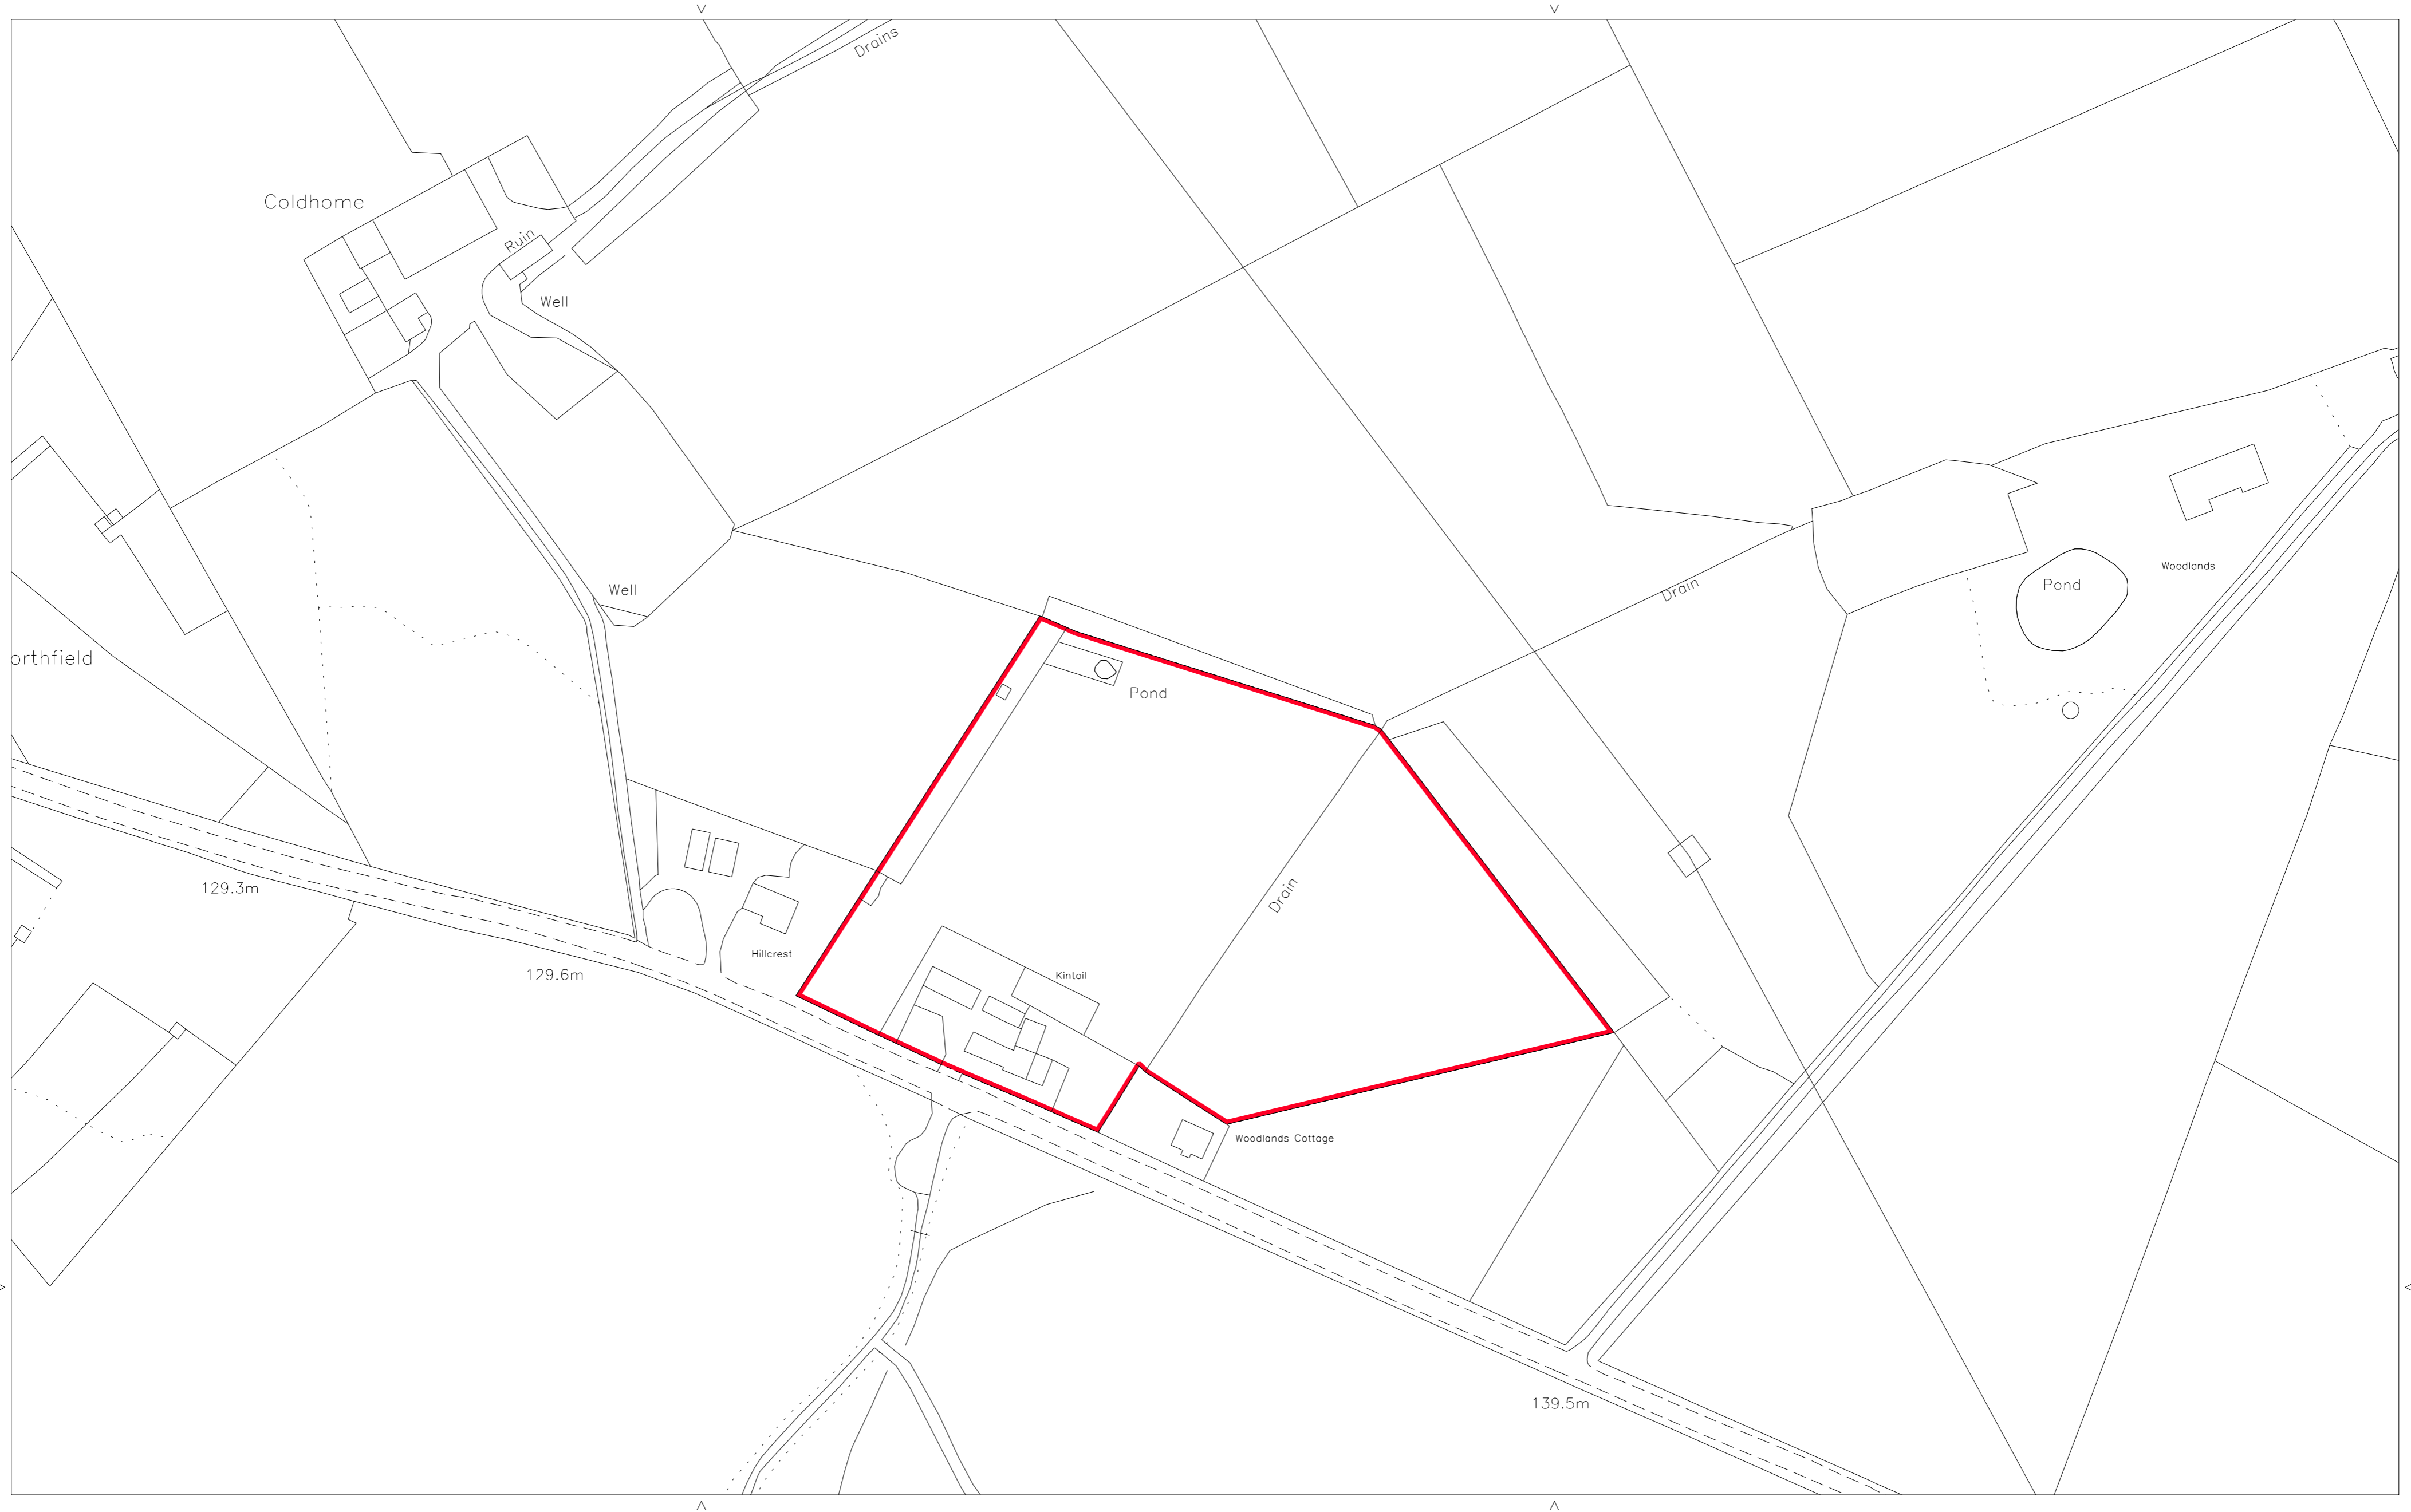 Drains
Coldhome
Ruin
Well
Woodlands
Pond
Well
Drain
orthfield
Pond
129.3m
Drain
Hillcrest
129.6m
Kintail
Woodlands Cottage
139.5m